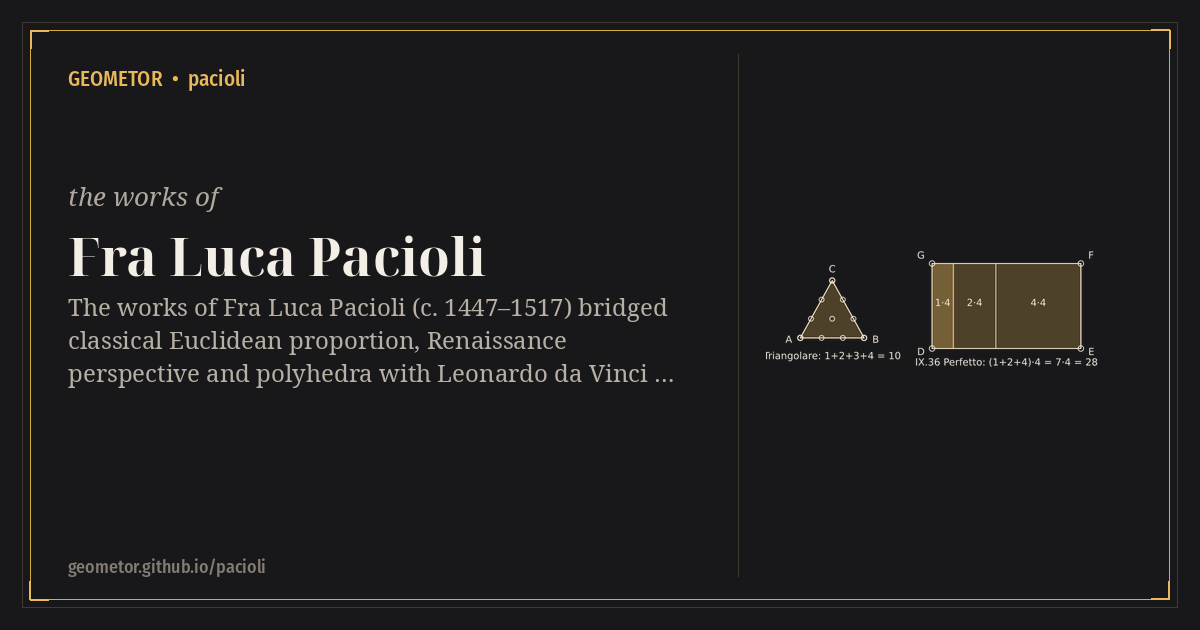 GEOMETOR • pacioli
the works of
Fra Luca Pacioli
The works of Fra Luca Pacioli (c. 1447–1517) bridged
classical Euclidean proportion, Renaissance
perspective and polyhedra with Leonardo da Vinci ...
geometor.github.io/pacioli
C
A B
Triangolare: 1+2+3+4 = 10
G F
1·4 2·4 4·4
D E
IX.36 Perfetto: (1+2+4)·4 = 7·4 = 28